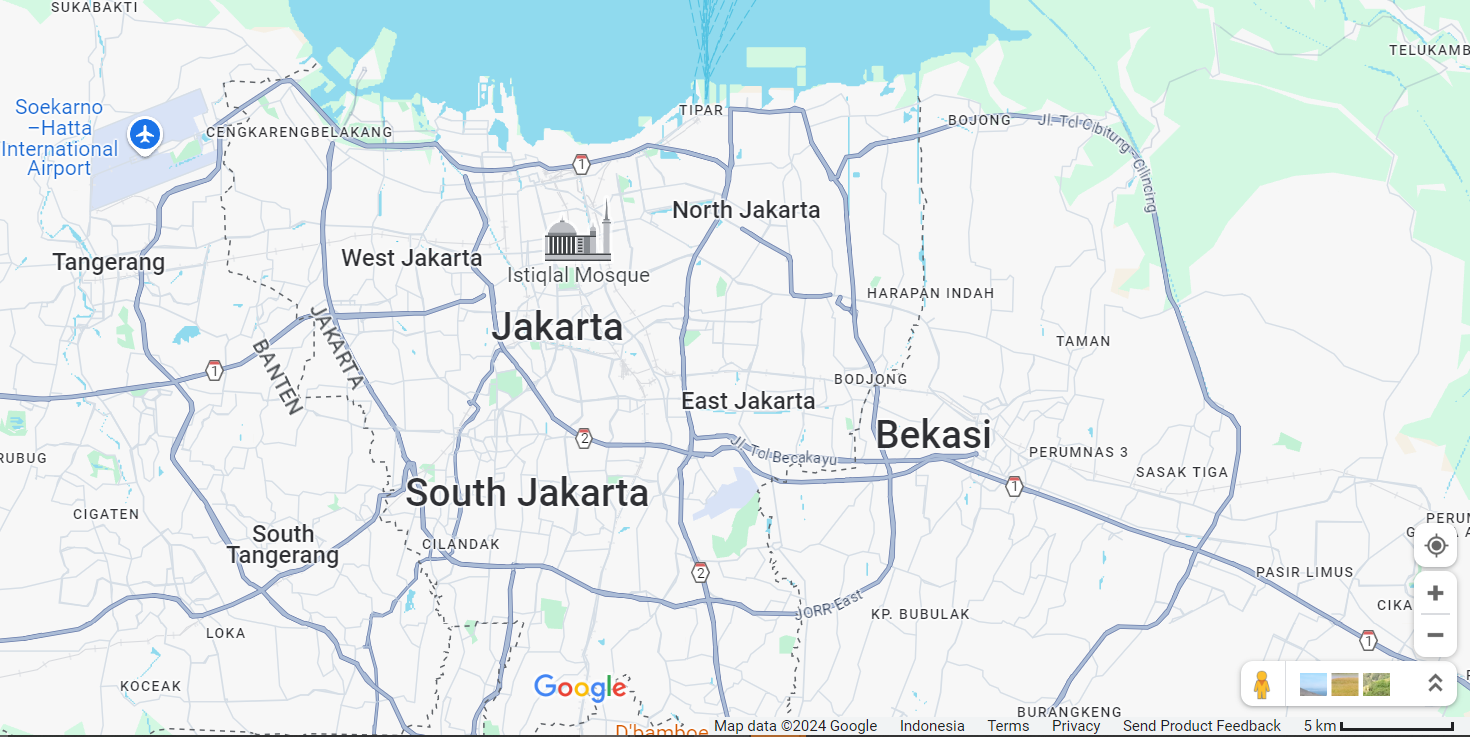 SUKABAKTI
TELUKAMB
Soekarno
–Hatta
International
Airport
TIPAR
BOJONG
Jl. Tol Cibitung - Cilincing
CENGKARENGBELAKANG
1
North Jakarta
Tangerang
West Jakarta
Istiqlal Mosque
HARAPAN INDAH
JAKARTA
BANTEN
Jakarta
TAMAN
1
BODJONG
East Jakarta
2
Bekasi
Jl. Tol Becakayu
RUBUG
PERUMNAS 3
SASAK TIGA
1
South Jakarta
CIGATEN
PERUM
South
Tangerang
CILANDAK
2
PASIR LIMUS
JORR East
KP. BUBULAK
CIKA
LOKA
1
KOCEAK
Google
BURANGKENG
D'bamboe
Map data ©2024 Google
Indonesia
Terms
Privacy
Send Product Feedback
5 km